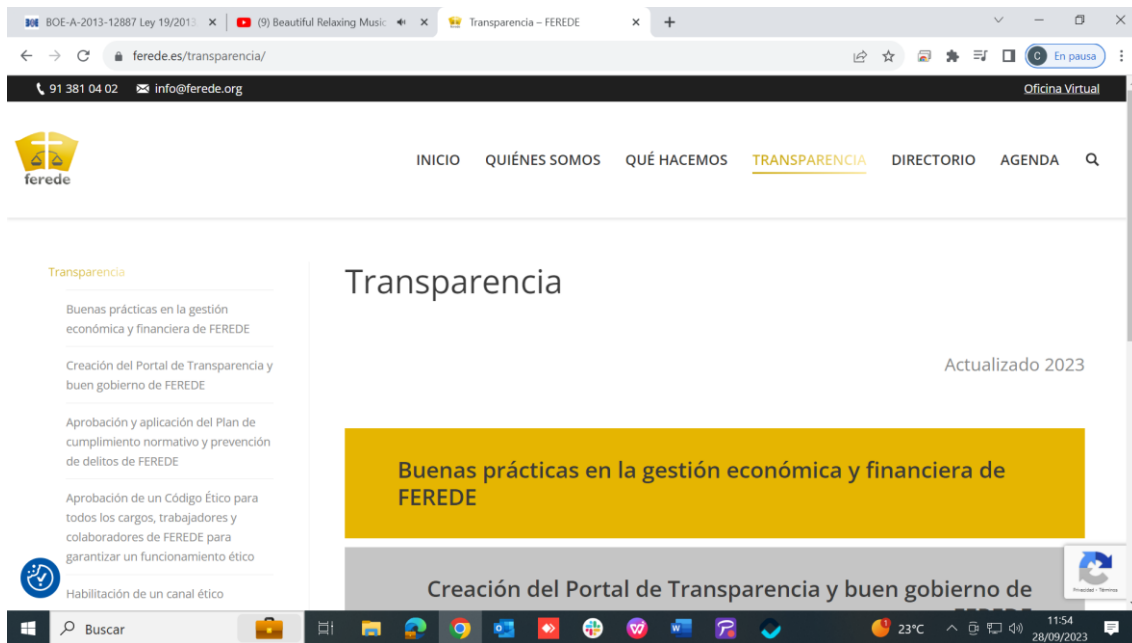 BOE BOE-A-2013-12887 Ley 19/2013
(9) Beautiful Relaxing Music
Transparencia – FEREDE
ferede.es/transparencia/
C En pausa
91 381 04 02 info@ferede.org
Oficina Virtual
ferede
INICIO QUIÉNES SOMOS QUÉ HACEMOS TRANSPARENCIA DIRECTORIO AGENDA
Transparencia
Buenas prácticas en la gestión
económica y financiera de FEREDE
Creación del Portal de Transparencia y
buen gobierno de FEREDE
Aprobación y aplicación del Plan de
cumplimiento normativo y prevención
de delitos de FEREDE
Aprobación de un Código Ético para
todos los cargos, trabajadores y
colaboradores de FEREDE para
garantizar un funcionamiento ético
Habilitación de un canal ético
Transparencia
Actualizado 2023
Buenas prácticas en la gestión económica y financiera de
FEREDE
Creación del Portal de Transparencia y buen gobierno de
FEREDE
Privacidad - Términos
Buscar
23°C
11:54
28/09/2023